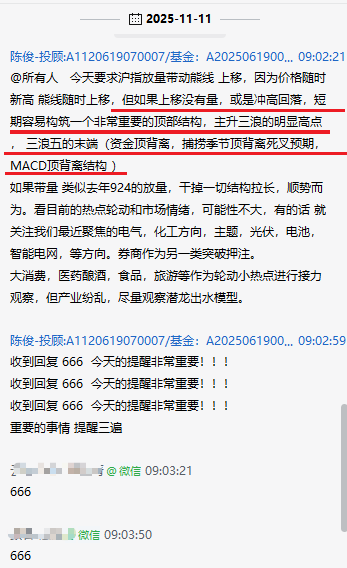 2025-11-11
陈俊-投顾:A1120619070007/基金：A2025061900... 09:02:21
@所有人 今天要求沪指放量带动能线 上移，因为价格随时
新高 能线随时上移，但如果上移没有量，或是冲高回落，短
期容易构筑一个非常重要的顶部结构，主升三浪的明显高点
，三浪五的末端（资金顶背离，捕捞季节顶背离死叉预期，
MACD顶背离结构 ）
如果带量 类似去年924的放量，干掉一切结构拉长，顺势而
为。看目前的热点轮动和市场情绪，可能性不大，有的话 就
关注我们最近聚焦的电气，化工方向，主题，光伏，电池，
智能电网，等方向。券商作为另一类突破押注。
大消费，医药酿酒，食品，旅游等作为轮动小热点进行接力
观察，但产业纷乱，尽量观察潜龙出水模型。
陈俊-投顾:A1120619070007/基金：A2025061900... 09:02:59
收到回复 666 今天的提醒非常重要！！！
收到回复 666 今天的提醒非常重要！！！
收到回复 666 今天的提醒非常重要！！！
重要的事情 提醒三遍
@微信 09:03:21
666
微信 09:03:50
666